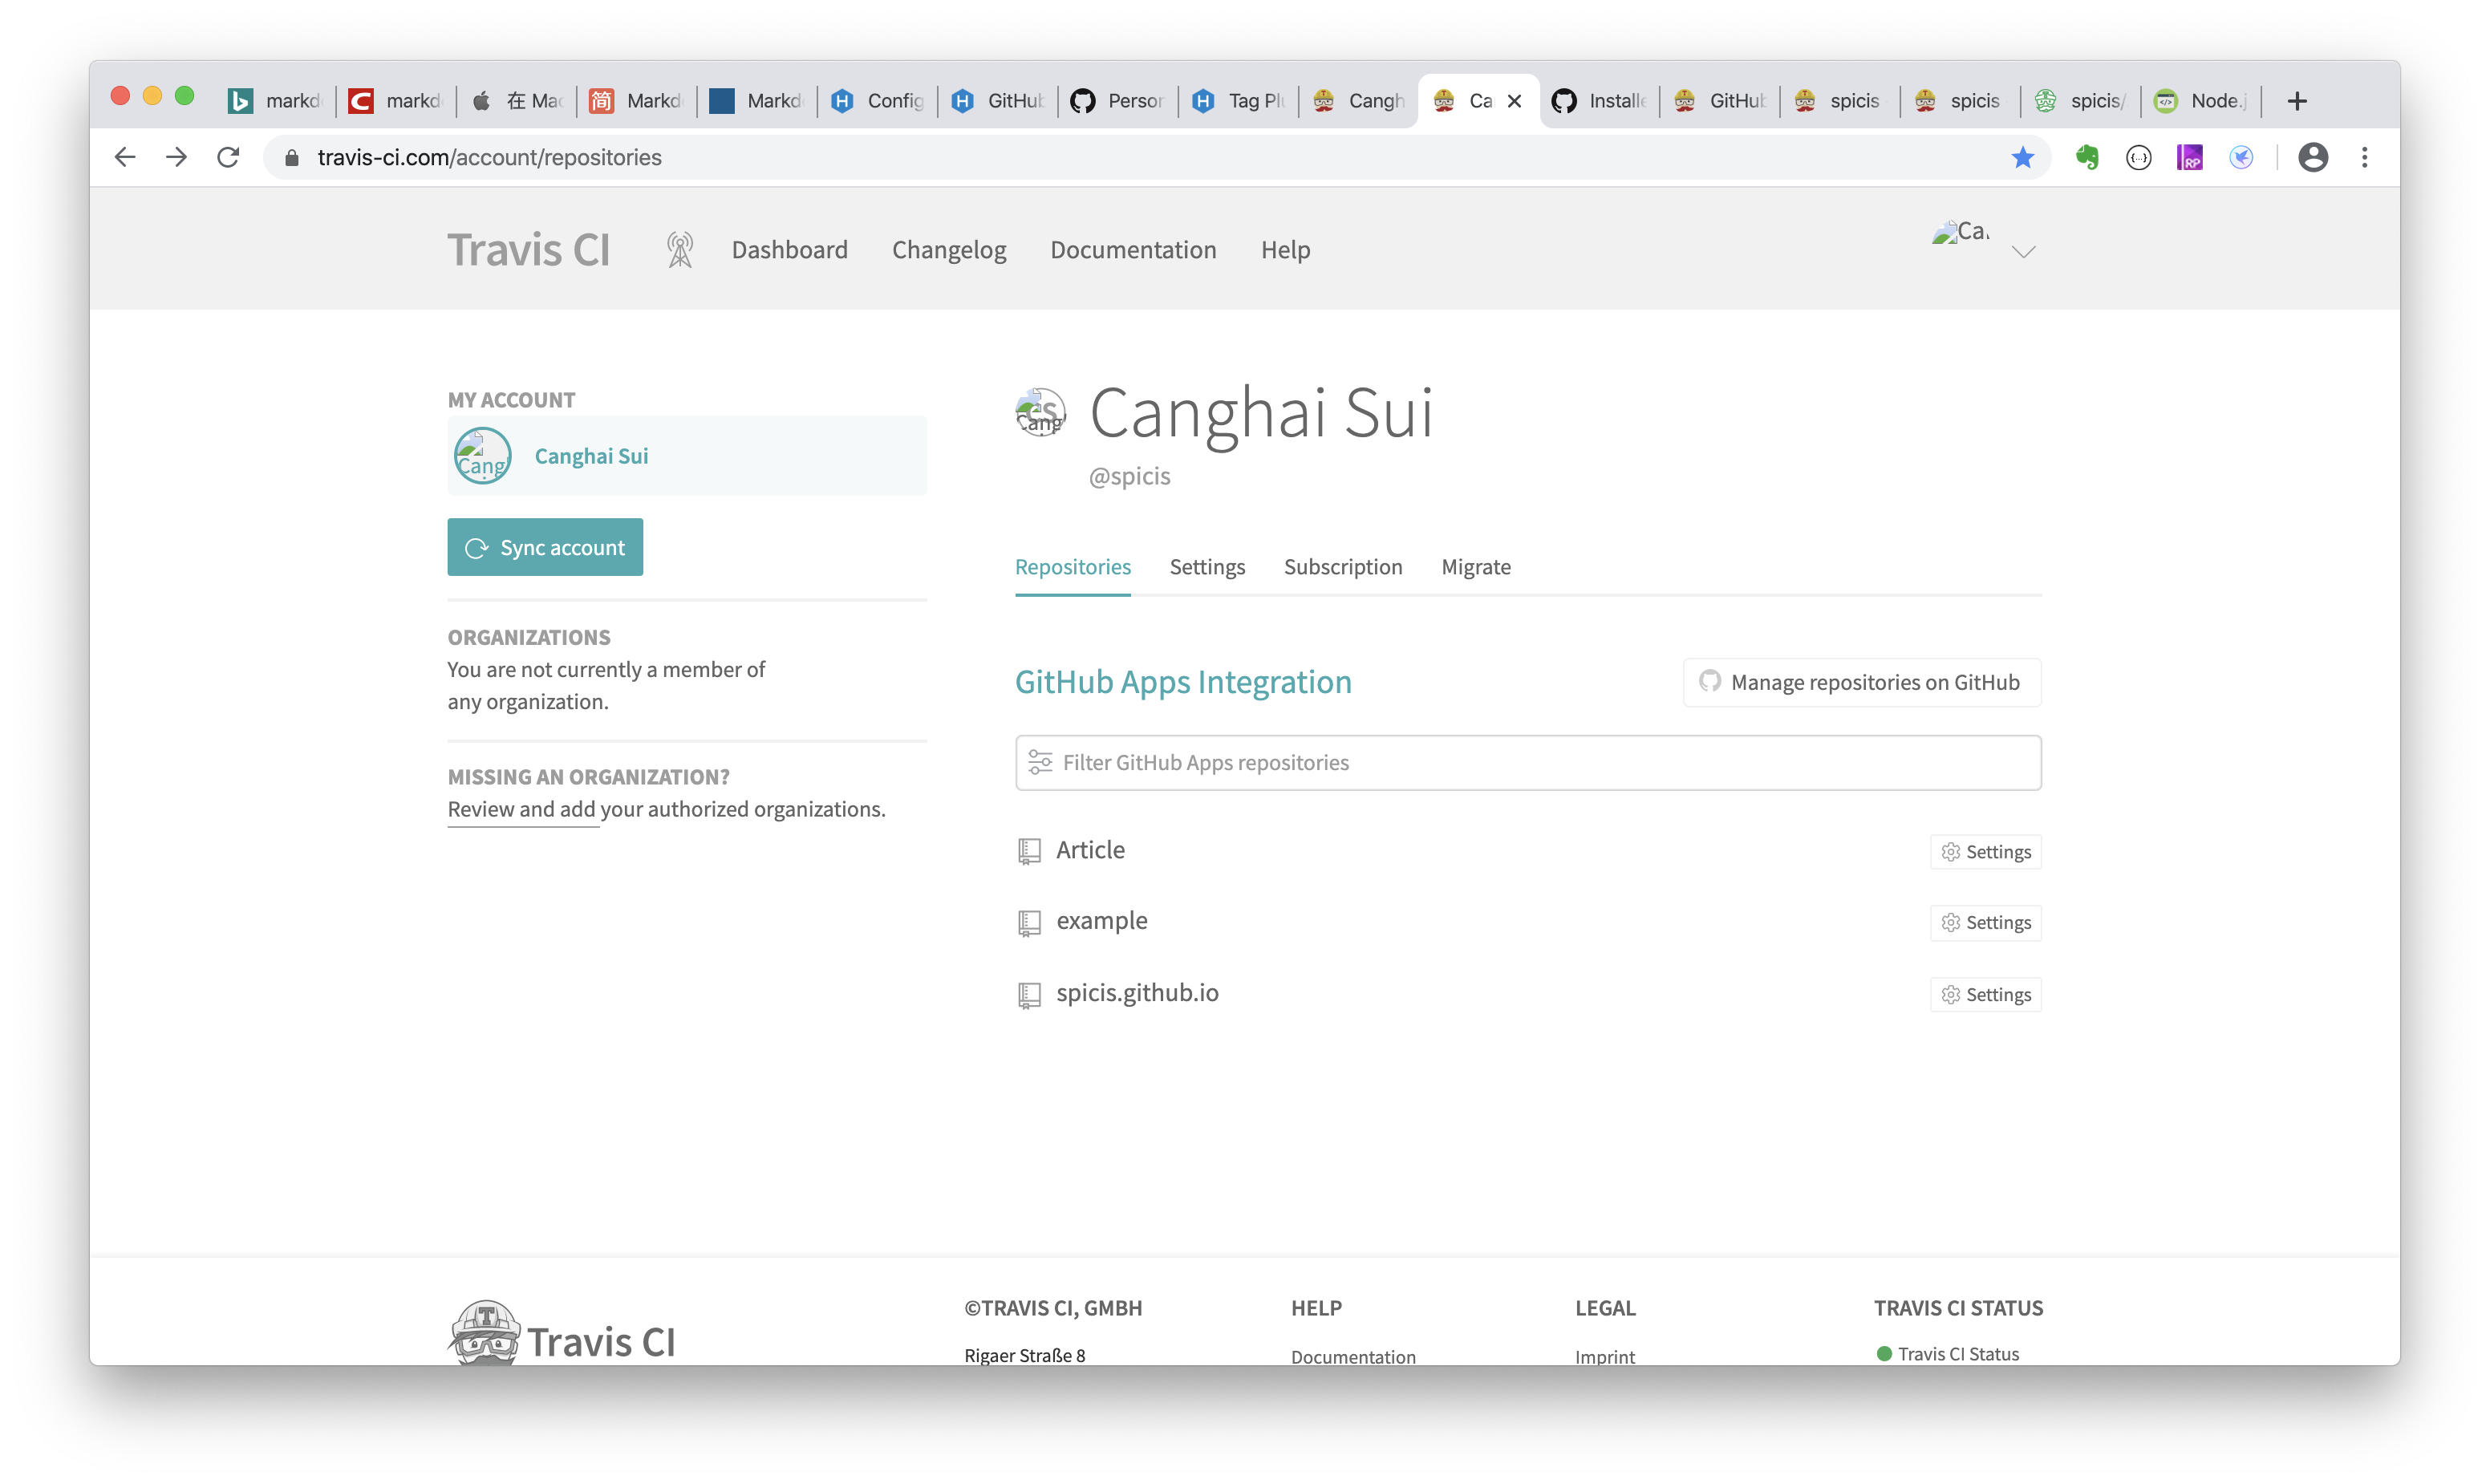 markd
markd
在 Mac
Markd
Markd
Config
GitHub
Person
Tag Plu
Cangh
Ca
Installe
GitHub
spicis
spicis
spicis/
Node.j
travis-ci.com/account/repositories
Travis CI
Dashboard
Changelog
Documentation
Help
Ca
MY ACCOUNT
Cang
Canghai Sui
Sync account
ORGANIZATIONS
You are not currently a member of
any organization.
MISSING AN ORGANIZATION?
Review and add your authorized organizations.
CS
Cang
Canghai Sui
@spicis
Repositories
Settings
Subscription
Migrate
GitHub Apps Integration
Manage repositories on GitHub
Filter GitHub Apps repositories
Article
Settings
example
Settings
spicis.github.io
Settings
Travis CI
©TRAVIS CI, GMBH
Rigaer Straße 8
HELP
Documentation
LEGAL
Imprint
TRAVIS CI STATUS
Travis CI Status